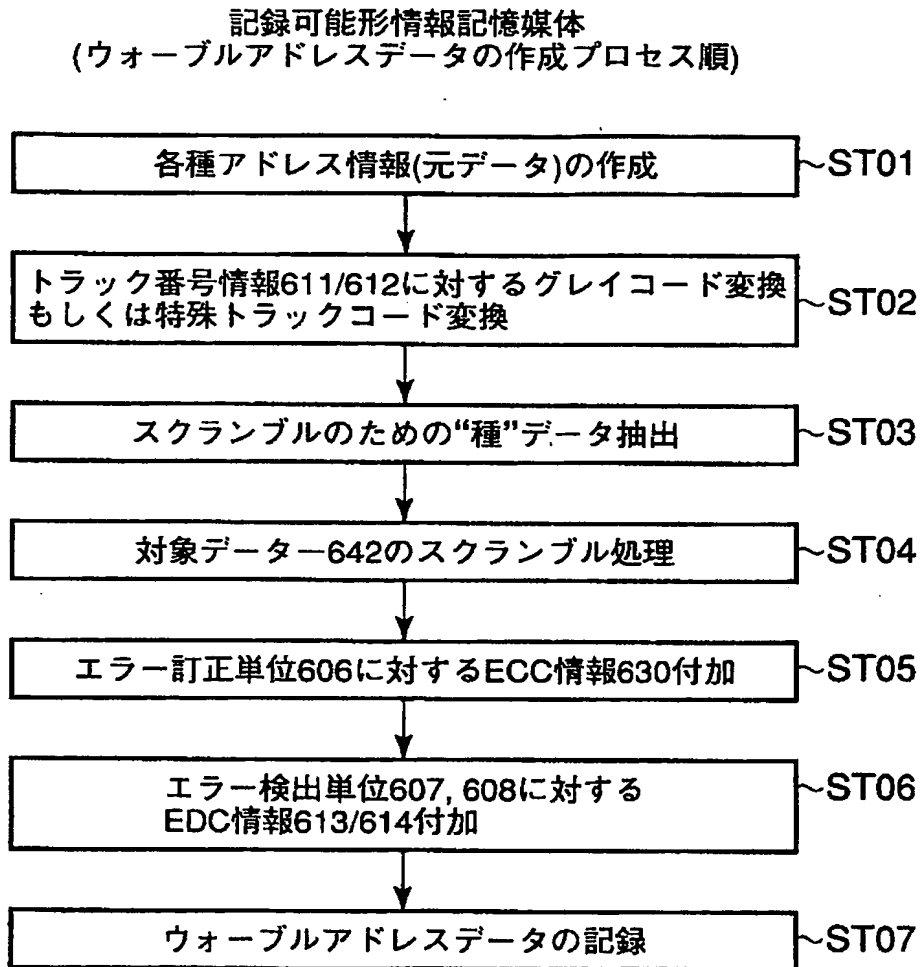 記録可能形情報記憶媒体
(ウォーブルアドレスデータの作成プロセス順)
各種アドレス情報(元データ)の作成
~ST01
トラック番号情報611/612に対するグレイコード変換
もしくは特殊トラックコード変換
~ST02
スクランブルのための“種”データ抽出
~ST03
対象データー642のスクランブル処理
~ST04
エラー訂正単位606に対するECC情報630付加
~ST05
エラー検出単位607, 608に対する
EDC情報613/614付加
~ST06
ウォーブルアドレスデータの記録
~ST07